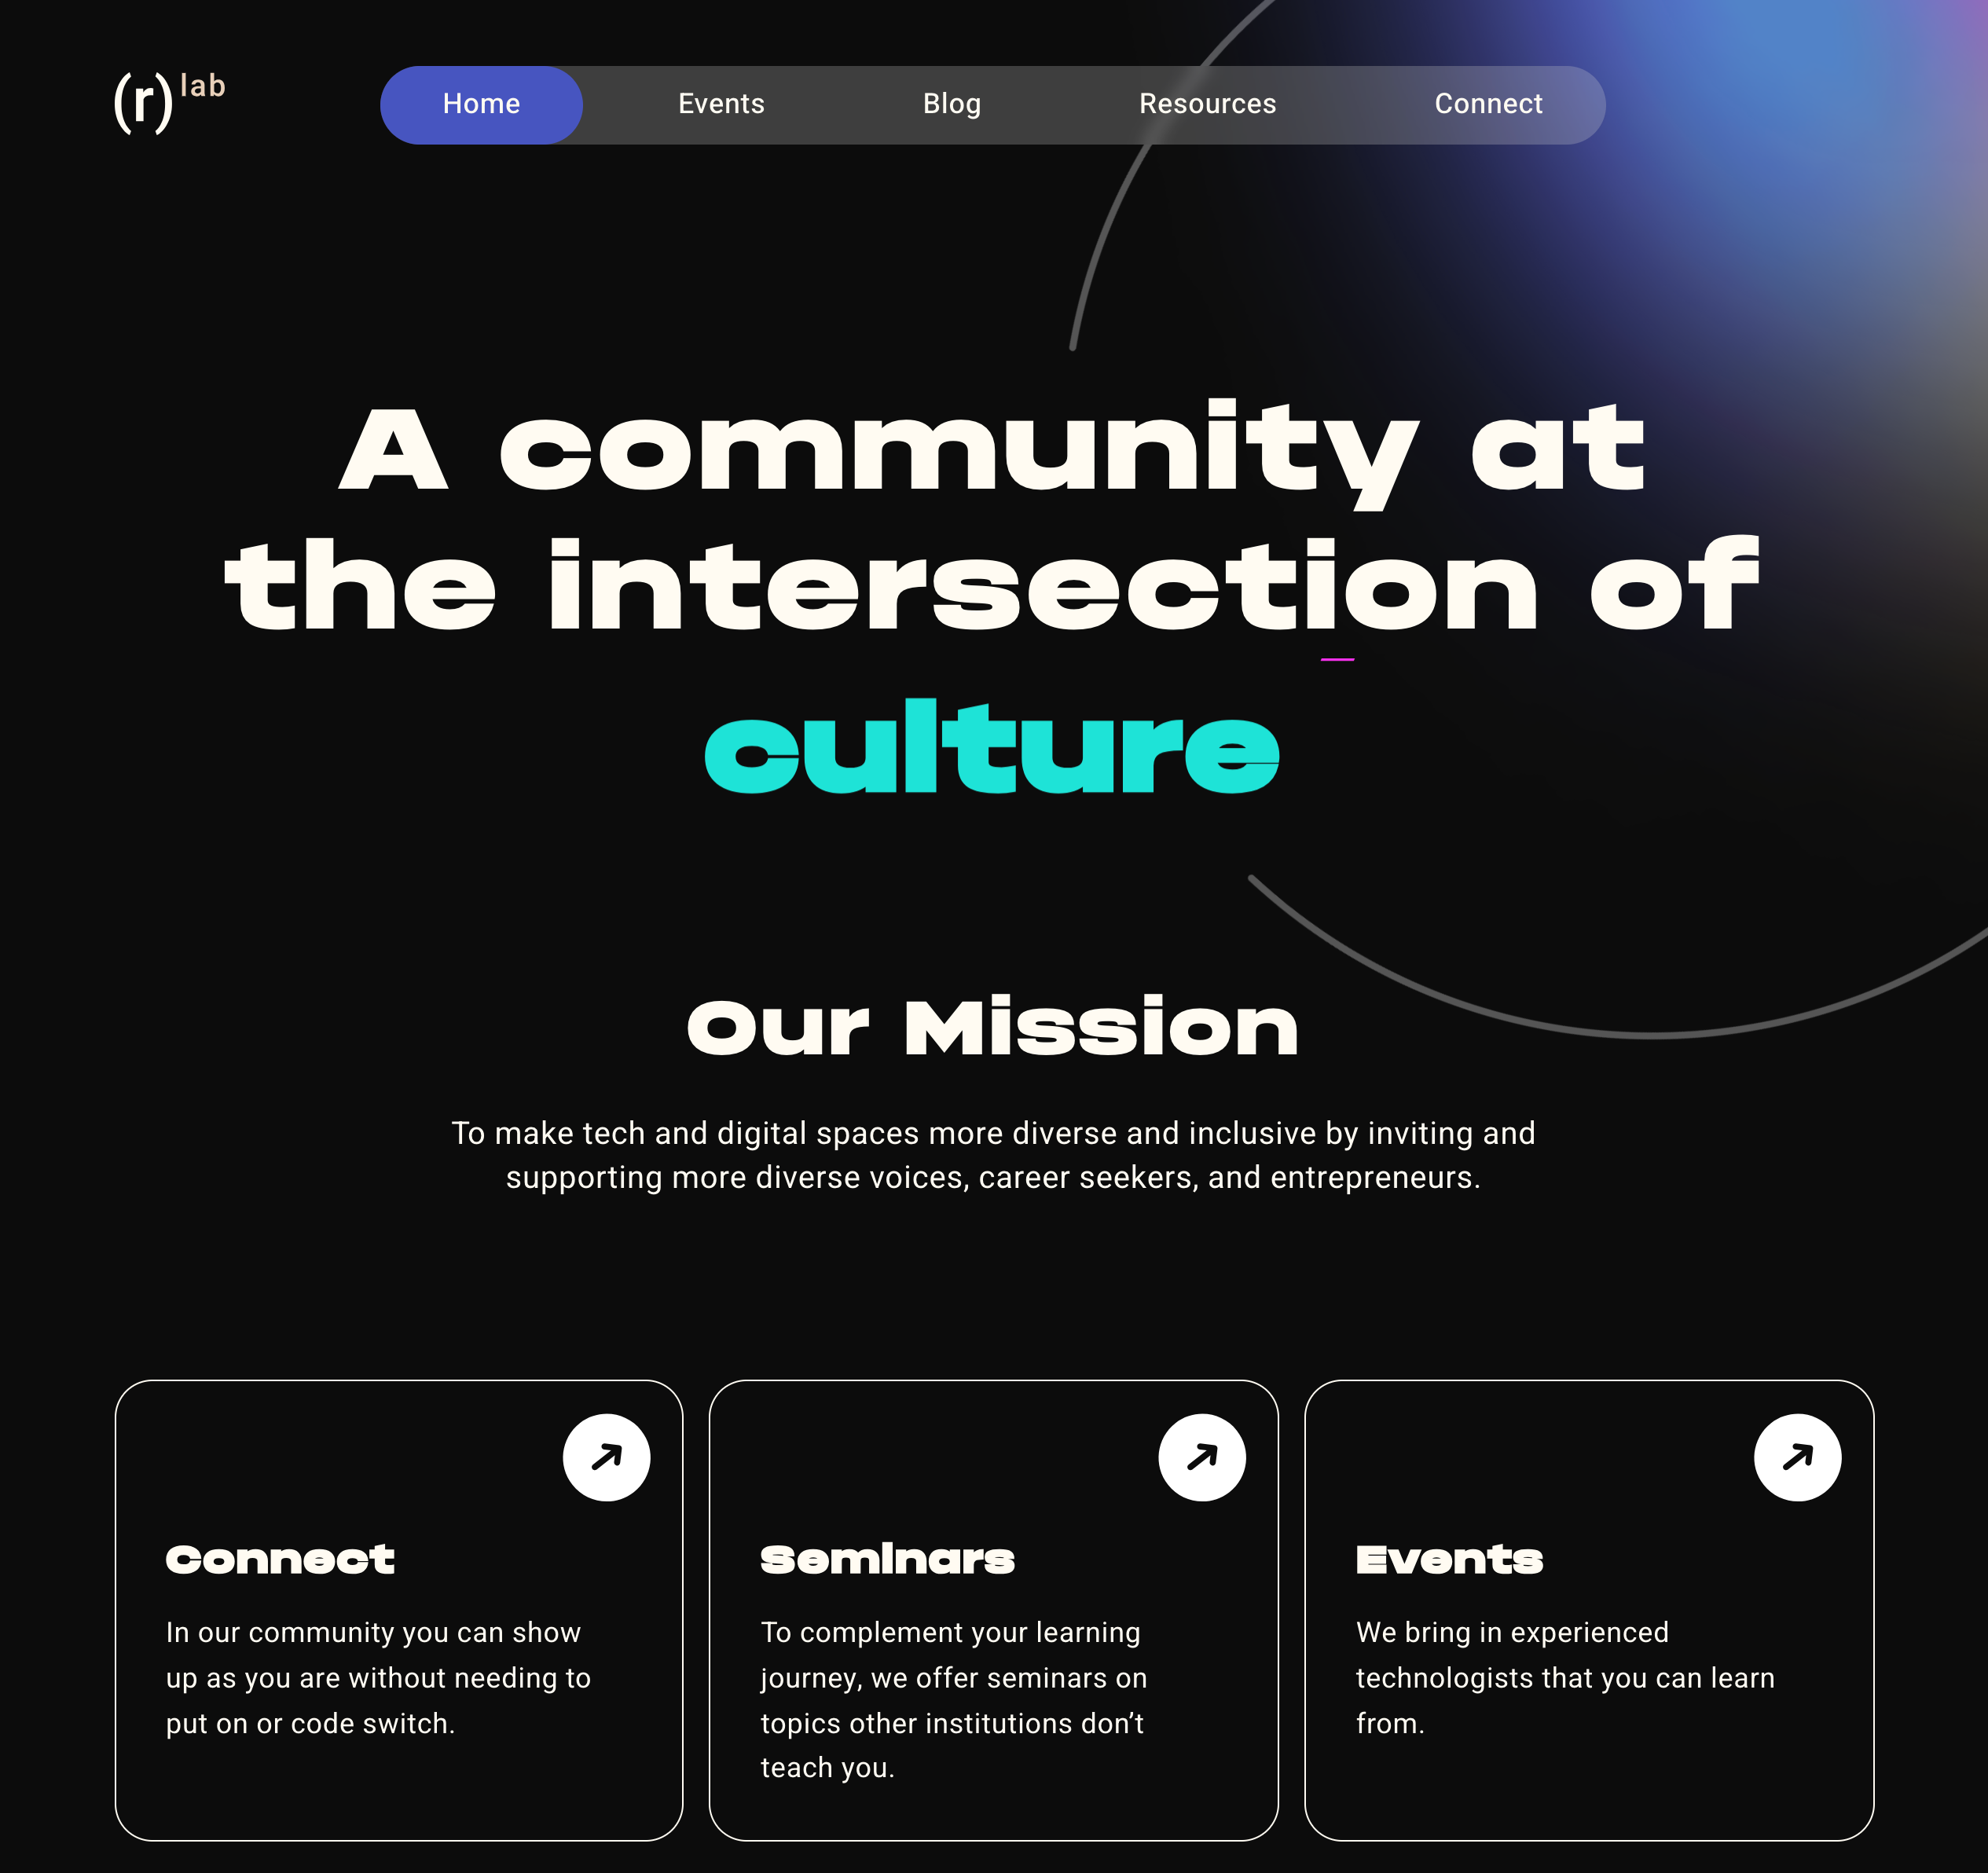 (r) lab
Home Events Blog Resources Connect
A community at
the intersection of
culture
Our Mission
To make tech and digital spaces more diverse and inclusive by inviting and
supporting more diverse voices, career seekers, and entrepreneurs.
Connect
In our community you can show
up as you are without needing to
put on or code switch.
Seminars
To complement your learning
journey, we offer seminars on
topics other institutions don’t
teach you.
Events
We bring in experienced
technologists that you can learn
from.